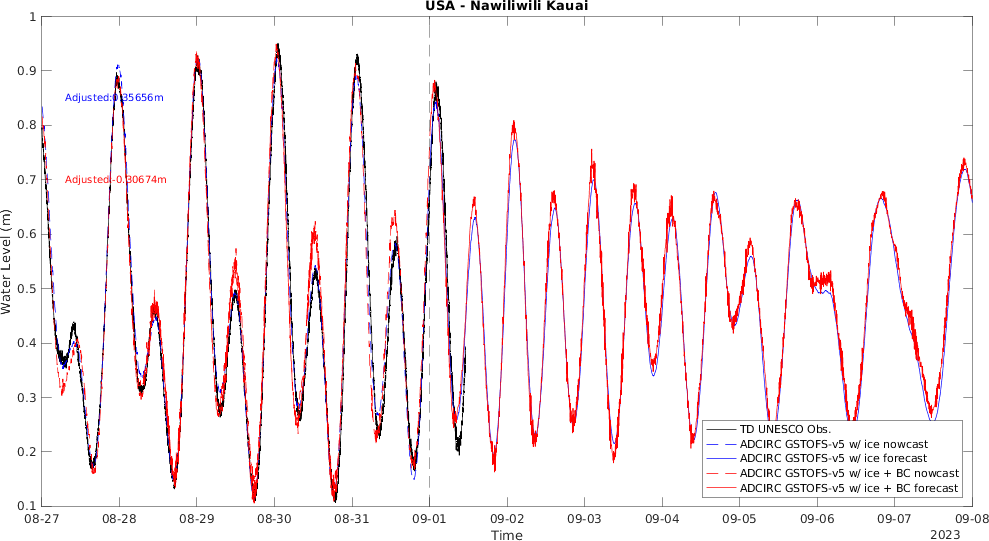 USA - Nawiliwili Kauai
1
0.9
0.8
0.7
0.6
0.5
0.4
0.3
0.2
0.1
Water Level (m)
Adjusted:0.35656m
Adjusted:-0.30674m
TD UNESCO Obs.
ADCIRC GSTOFS-v5 w/ ice nowcast
ADCIRC GSTOFS-v5 w/ ice forecast
ADCIRC GSTOFS-v5 w/ ice + BC nowcast
ADCIRC GSTOFS-v5 w/ ice + BC forecast
08-27 08-28 08-29 08-30 08-31 09-01 09-02 09-03 09-04 09-05 09-06 09-07 09-08
Time
2023